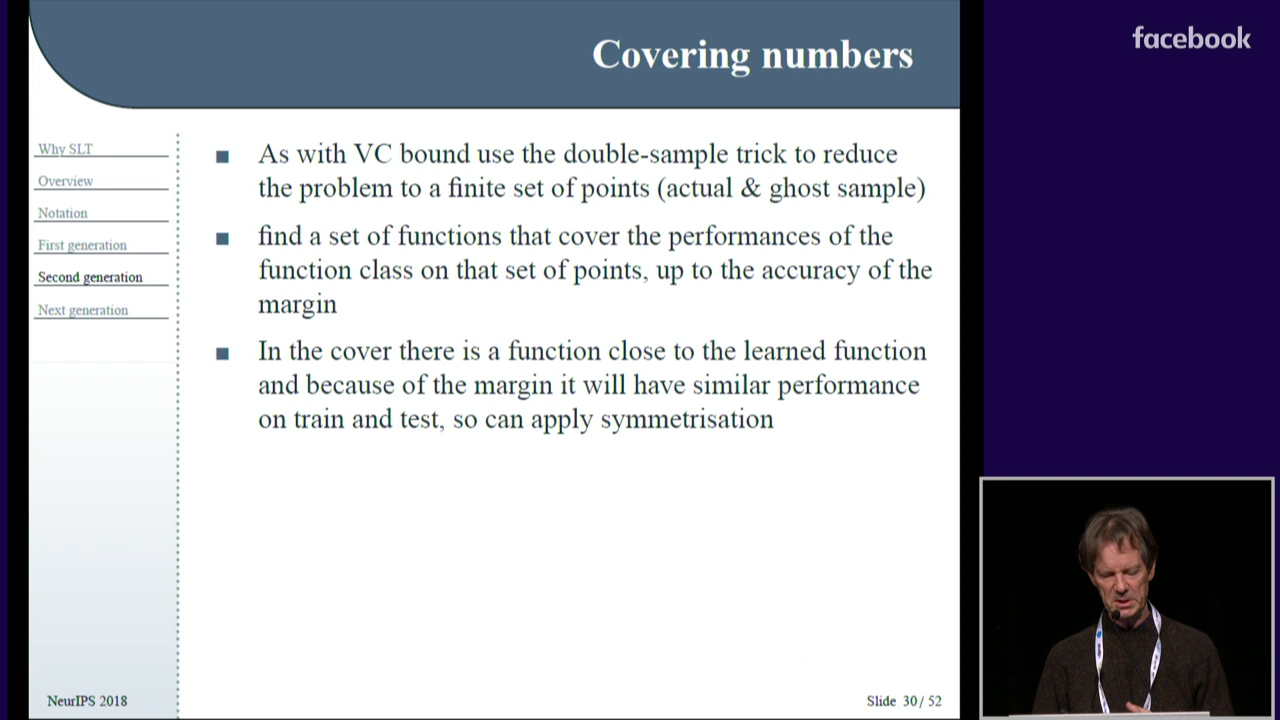 Covering numbers
facebook
Why SLT
Overview
Notation
First generation
Second generation
Next generation
■ As with VC bound use the double-sample trick to reduce
the problem to a finite set of points (actual & ghost sample)
■ find a set of functions that cover the performances of the
function class on that set of points, up to the accuracy of the
margin
■ In the cover there is a function close to the learned function
and because of the margin it will have similar performance
on train and test, so can apply symmetrisation
NeurIPS 2018
Slide 30/ 52